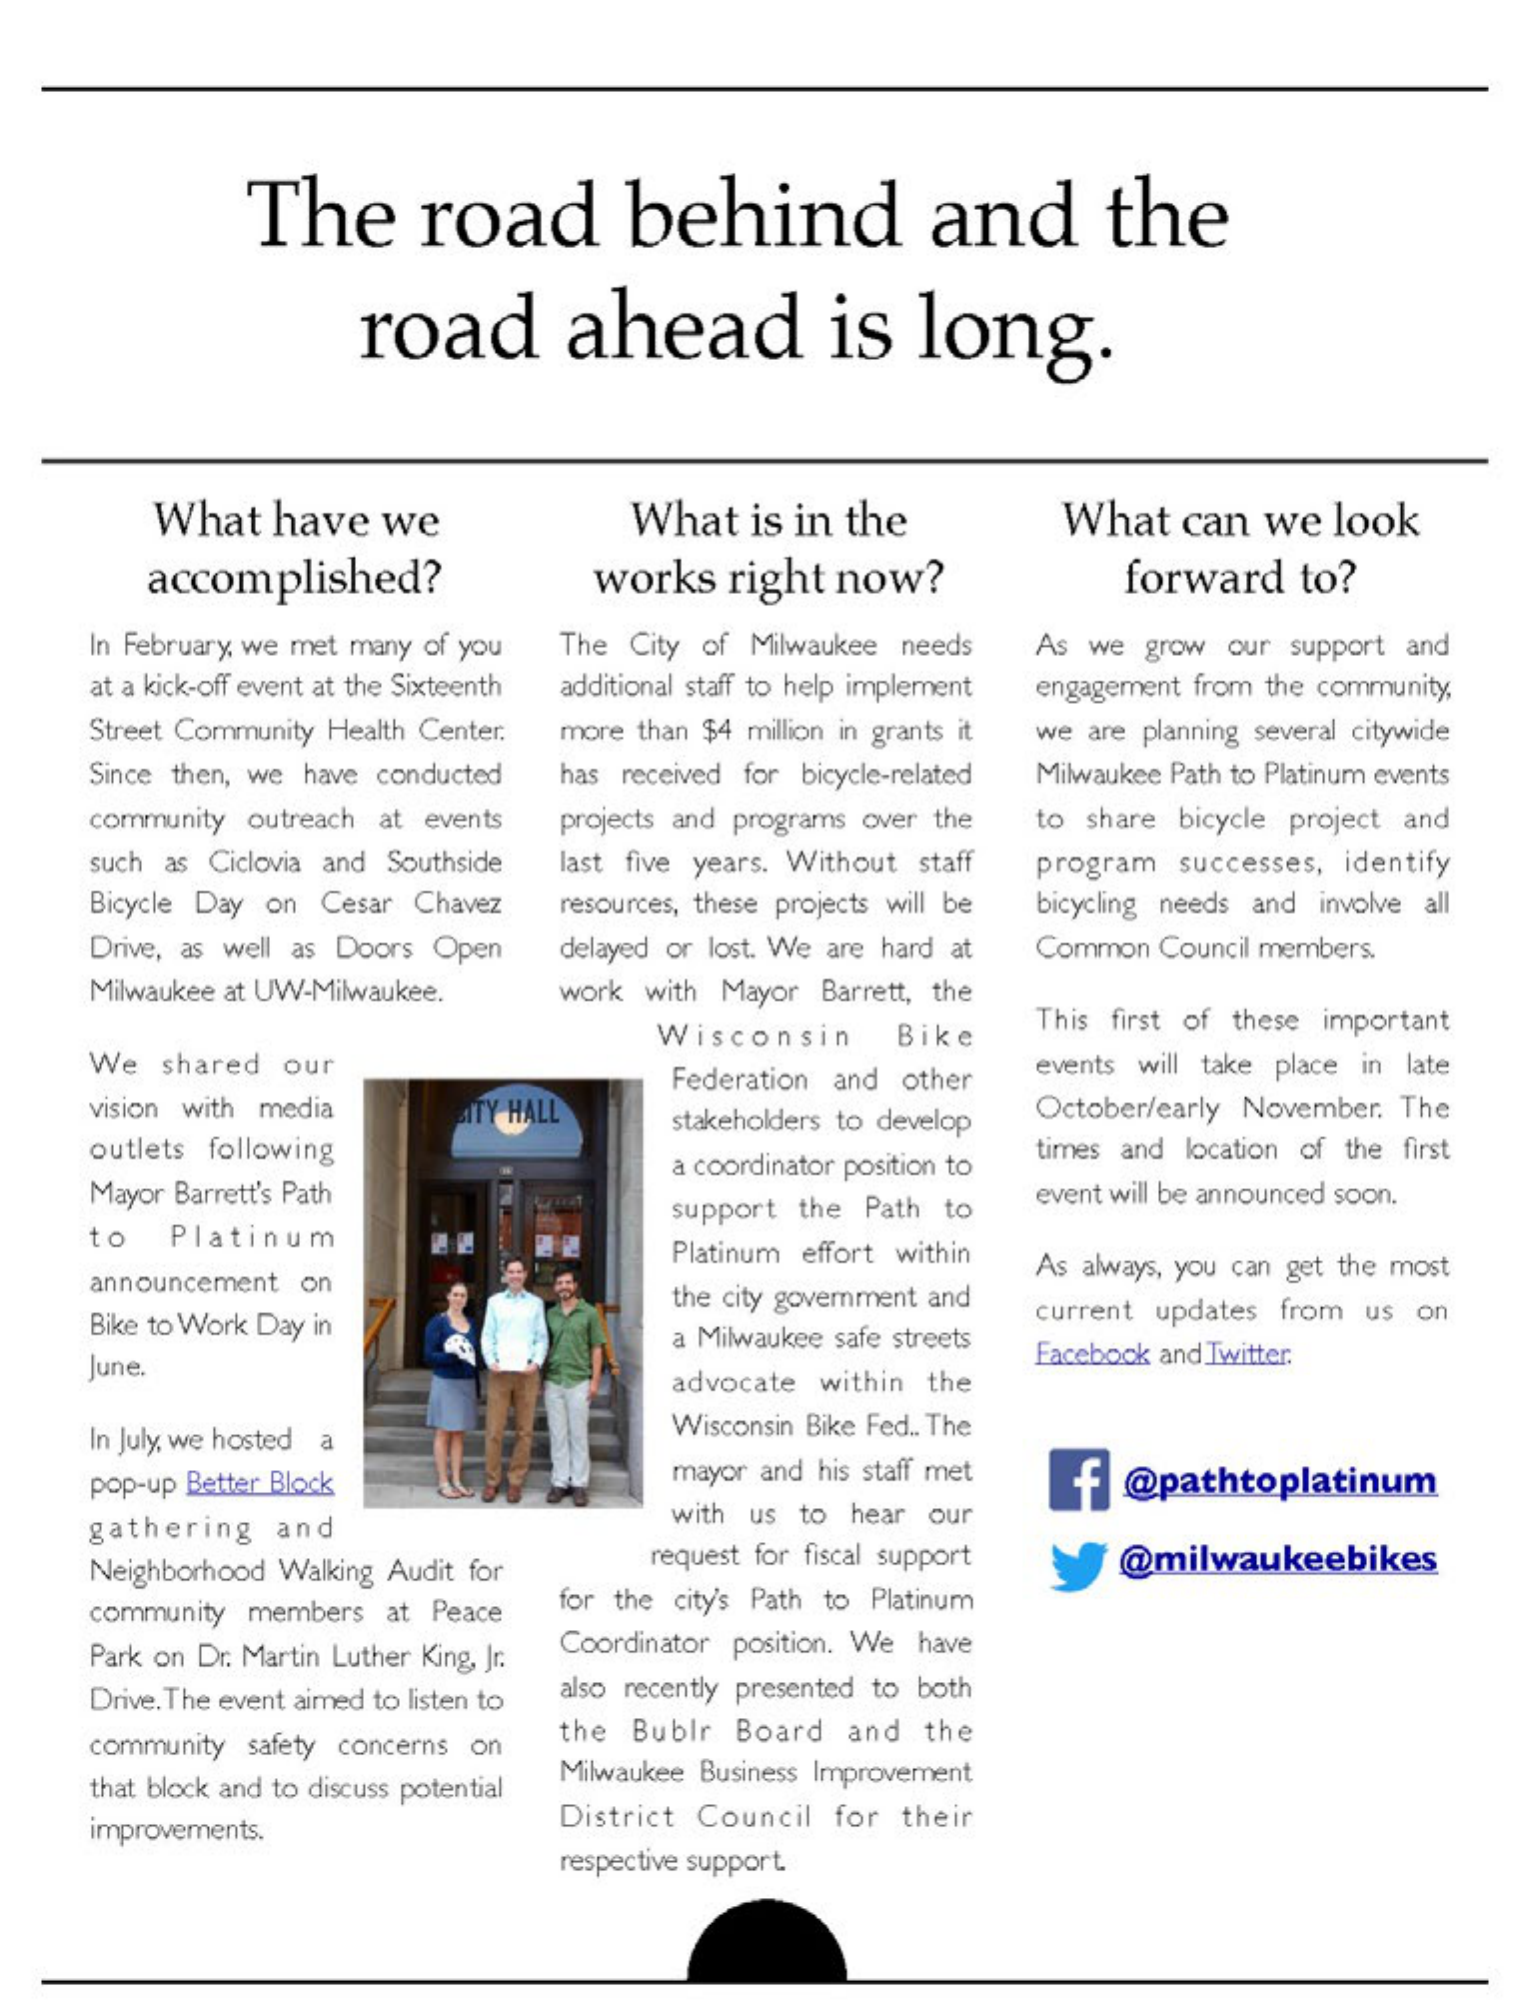 The road behind and the
road ahead is long.
What have we
accomplished?
In February, we met many of you
at a kick-off event at the Sixteenth
Street Community Health Center.
Since then, we have conducted
community outreach at events
such as Ciclovia and Southside
Bicycle Day on Cesar Chavez
Drive, as well as Doors Open
Milwaukee at UW-Milwaukee.
We shared our
vision with media
outlets following
Mayor Barrett's Path
to Platinum
announcement on
Bike to Work Day in
June.
In July, we hosted a
pop-up Better Block
gathering and
Neighborhood Walking Audit for
community members at Peace
Park on Dr. Martin Luther King, Jr.
Drive. The event aimed to listen to
community safety concerns on
that block and to discuss potential
improvements.
CITY HALL
What is in the
works right now?
The City of Milwaukee needs
additional staff to help implement
more than $4 million in grants it
has received for bicycle-related
projects and programs over the
last five years. Without staff
resources, these projects will be
delayed or lost. We are hard at
work with Mayor Barrett, the
Wisconsin Bike
Federation and other
stakeholders to develop
a coordinator position to
support the Path to
Platinum effort within
the city government and
a Milwaukee safe streets
advocate within the
Wisconsin Bike Fed.. The
mayor and his staff met
with us to hear our
request for fiscal support
for the city's Path to Platinum
Coordinator position. We have
also recently presented to both
the Bublr Board and the
Milwaukee Business Improvement
District Council for their
respective support.
What can we look
forward to?
As we grow our support and
engagement from the community,
we are planning several citywide
Milwaukee Path to Platinum events
to share bicycle project and
program successes, identify
bicycling needs and involve all
Common Council members.
This first of these important
events will take place in late
October/early November. The
times and location of the first
event will be announced soon.
As always, you can get the most
current updates from us on
Facebook and Twitter.
@pathtoplatinum
@milwaukeebikes